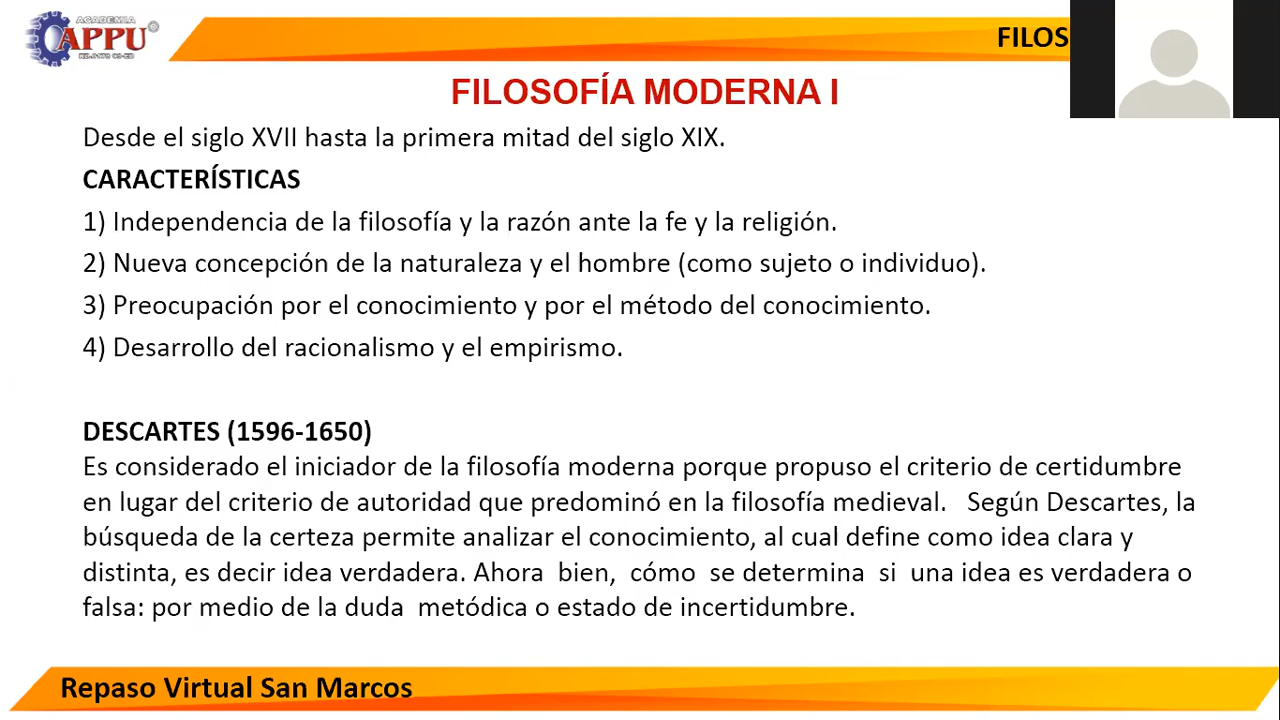 ACADEMIA
APPU
FILOS
FILOSOFÍA MODERNA I
Desde el siglo XVII hasta la primera mitad del siglo XIX.
CARACTERÍSTICAS
1) Independencia de la filosofía y la razón ante la fe y la religión.
2) Nueva concepción de la naturaleza y el hombre (como sujeto o individuo).
3) Preocupación por el conocimiento y por el método del conocimiento.
4) Desarrollo del racionalismo y el empirismo.
DESCARTES (1596-1650)
Es considerado el iniciador de la filosofía moderna porque propuso el criterio de certidumbre
en lugar del criterio de autoridad que predominó en la filosofía medieval. Según Descartes, la
búsqueda de la certeza permite analizar el conocimiento, al cual define como idea clara y
distinta, es decir idea verdadera. Ahora bien, cómo se determina si una idea es verdadera o
falsa: por medio de la duda metódica o estado de incertidumbre.
Repaso Virtual San Marcos